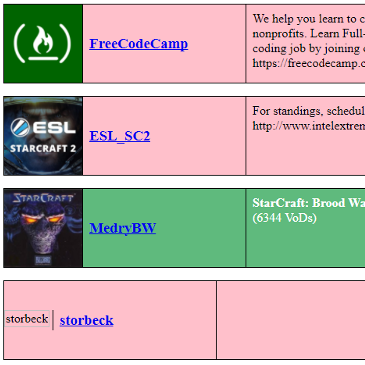 FreeCodeCamp
We help you learn to c
nonprofits. Learn Full-
coding job by joining
https://freecodecamp.c
ESL
STARCRAFT 2
ESL_SC2
For standings, schedul
http://www.intelextrem
STARCRAFT
MedryBW
StarCraft: Brood Wa
(6344 VoDs)
storbeck
storbeck